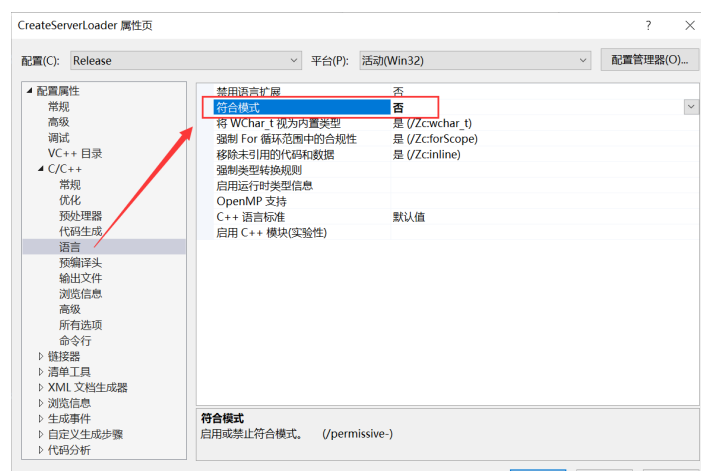 CreateServerLoader 属性页
?
配置(C): Release 平台(P): 活动(Win32) 配置管理器(O)...
配置属性
常规
高级
调试
VC++ 目录
C/C++
常规
优化
预处理器
代码生成
语言
预编译头
输出文件
浏览信息
高级
所有选项
命令行
链接器
清单工具
XML 文档生成器
浏览信息
生成事件
自定义生成步骤
代码分析
禁用语言扩展 否
符合模式 否
将 WChar_t 视为内置类型 是 (/Zc:wchar_t)
强制 For 循环范围中的合规性 是 (/Zc:forScope)
移除未引用的代码和数据 是 (/Zc:inline)
强制类型转换规则
启用运行时类型信息
OpenMP 支持
C++ 语言标准 默认值
启用 C++ 模块(实验性)
符合模式
启用或禁止符合模式。 (/permissive-)